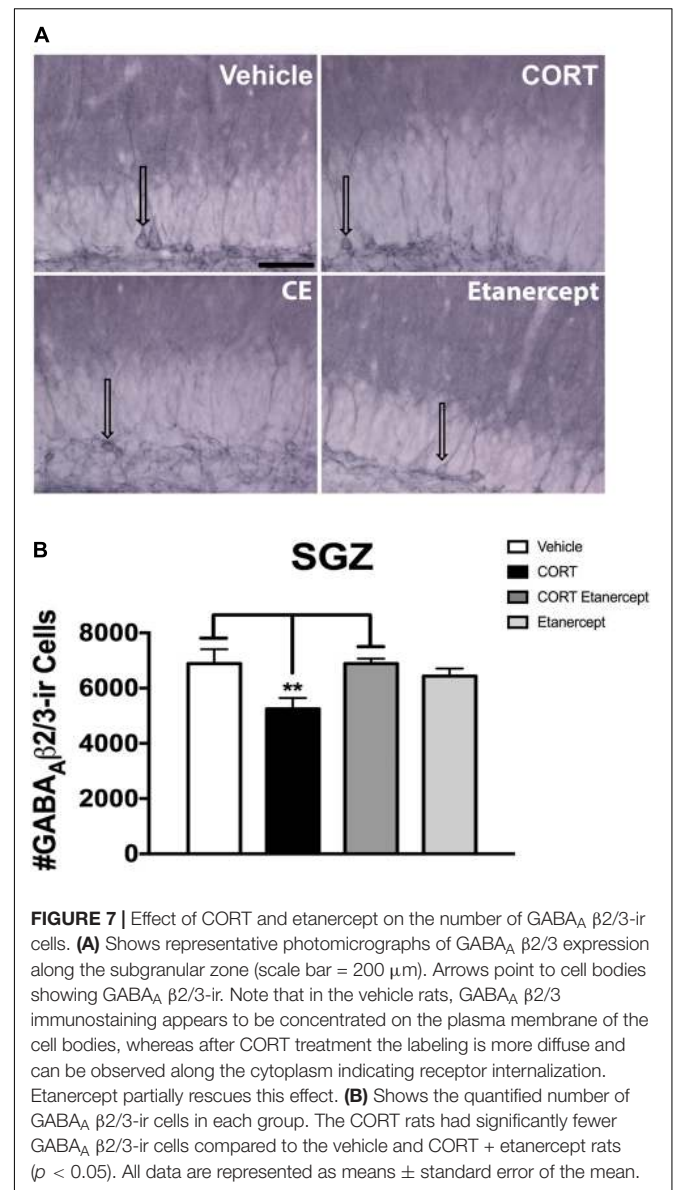 A
Vehicle
CORT
CE
Etanercept
B
SGZ
Vehicle
CORT
CORT Etanercept
Etanercept
#GABAAβ2/3-ir Cells
8000
6000
4000
2000
0
**
FIGURE 7 | Effect of CORT and etanercept on the number of GABAA β2/3-ir
cells. (A) Shows representative photomicrographs of GABAA β2/3 expression
along the subgranular zone (scale bar = 200 μm). Arrows point to cell bodies
showing GABAA β2/3-ir. Note that in the vehicle rats, GABAA β2/3
immunostaining appears to be concentrated on the plasma membrane of the
cell bodies, whereas after CORT treatment the labeling is more diffuse and
can be observed along the cytoplasm indicating receptor internalization.
Etanercept partially rescues this effect. (B) Shows the quantified number of
GABAA β2/3-ir cells in each group. The CORT rats had significantly fewer
GABAA β2/3-ir cells compared to the vehicle and CORT + etanercept rats
(p < 0.05). All data are represented as means ± standard error of the mean.